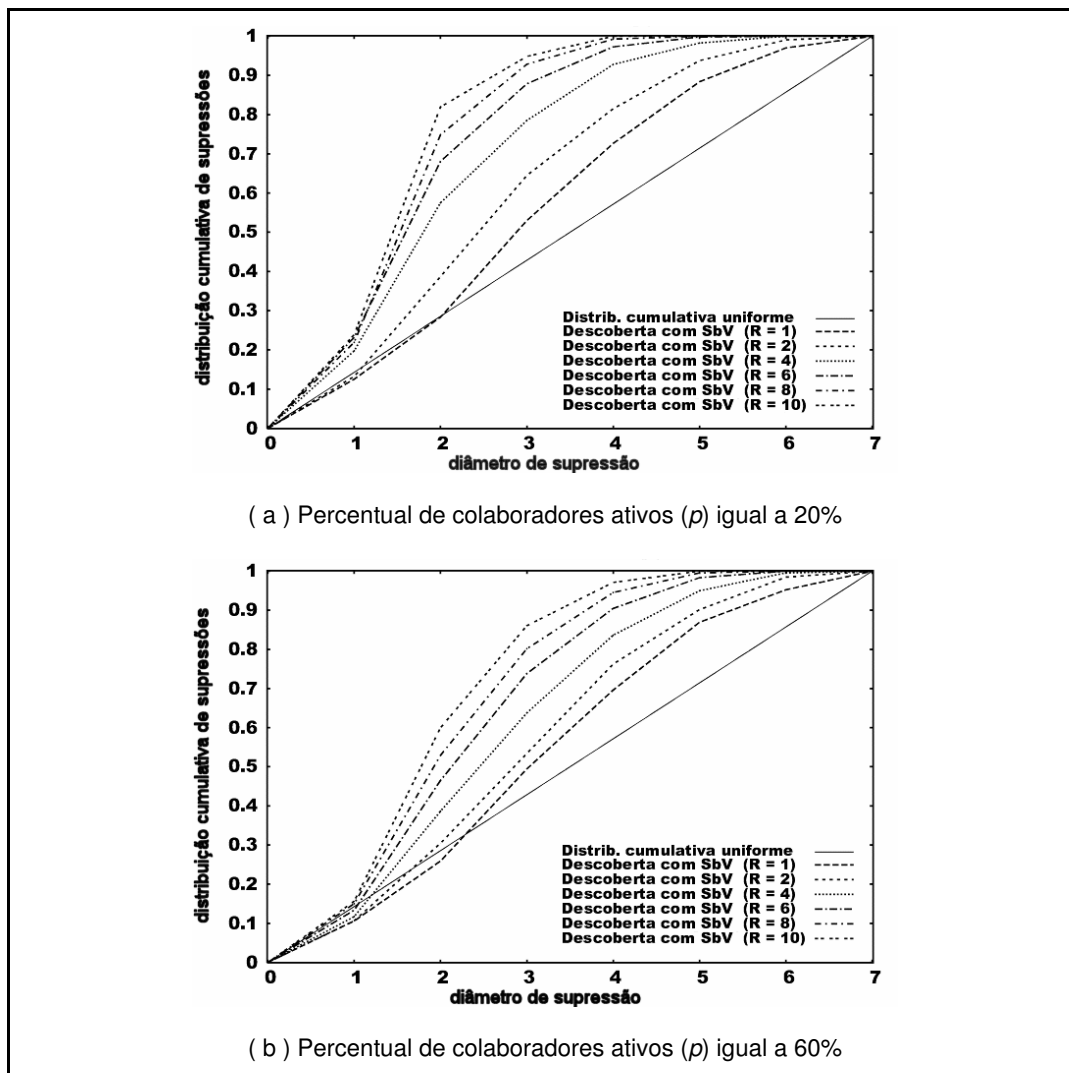 1
0.9
0.8
0.7
0.6
0.5
0.4
0.3
0.2
0.1
0
distribuição cumulativa de supressões
Distrib. cumulativa uniforme
Descoberta com SbV (R = 1)
Descoberta com SbV (R = 2)
Descoberta com SbV (R = 4)
Descoberta com SbV (R = 6)
Descoberta com SbV (R = 8)
Descoberta com SbV (R = 10)
0 1 2 3 4 5 6 7
diâmetro de supressão
( a ) Percentual de colaboradores ativos (p) igual a 20%
1
0.9
0.8
0.7
0.6
0.5
0.4
0.3
0.2
0.1
0
distribuição cumulativa de supressões
Distrib. cumulativa uniforme
Descoberta com SbV (R = 1)
Descoberta com SbV (R = 2)
Descoberta com SbV (R = 4)
Descoberta com SbV (R = 6)
Descoberta com SbV (R = 8)
Descoberta com SbV (R = 10)
0 1 2 3 4 5 6 7
diâmetro de supressão
( b ) Percentual de colaboradores ativos (p) igual a 60%